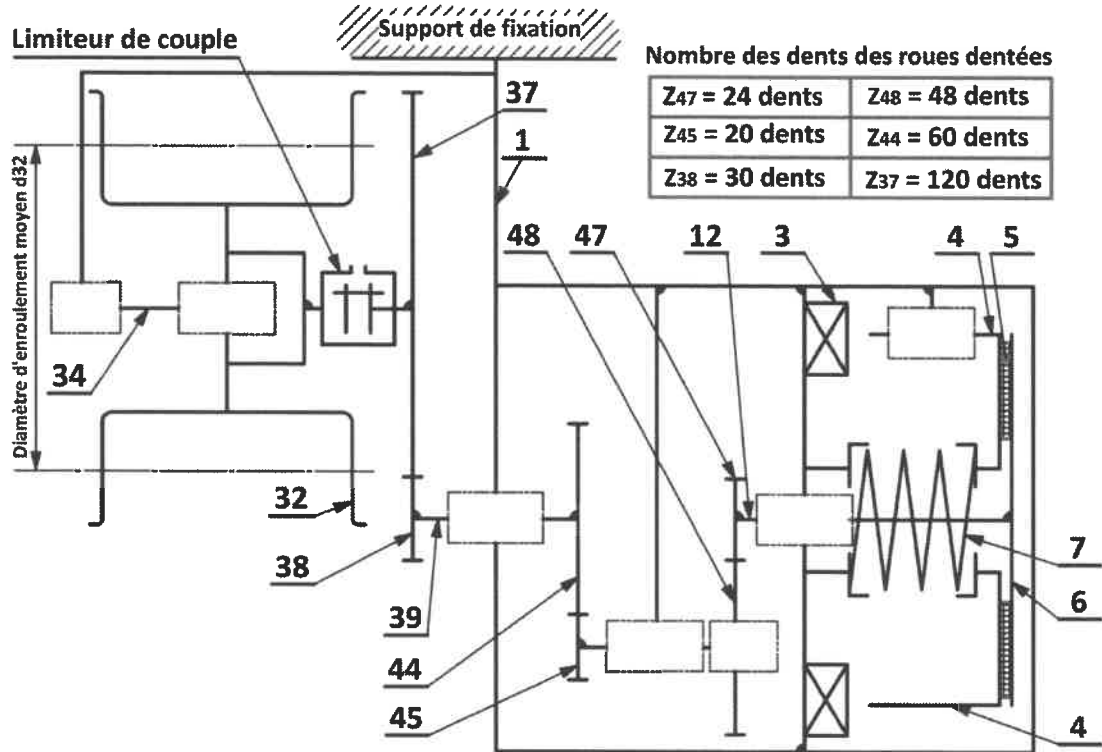 Support de fixation
Limiteur de couple
Nombre des dents des roues dentées
Z47 = 24 dents
Z48 = 48 dents
Z45 = 20 dents
Z44 = 60 dents
Z38 = 30 dents
Z37 = 120 dents
37
1
48
47
12
3
4
5
Diamètre d'enroulement moyen d32
34
32
38
39
44
45
7
6
4